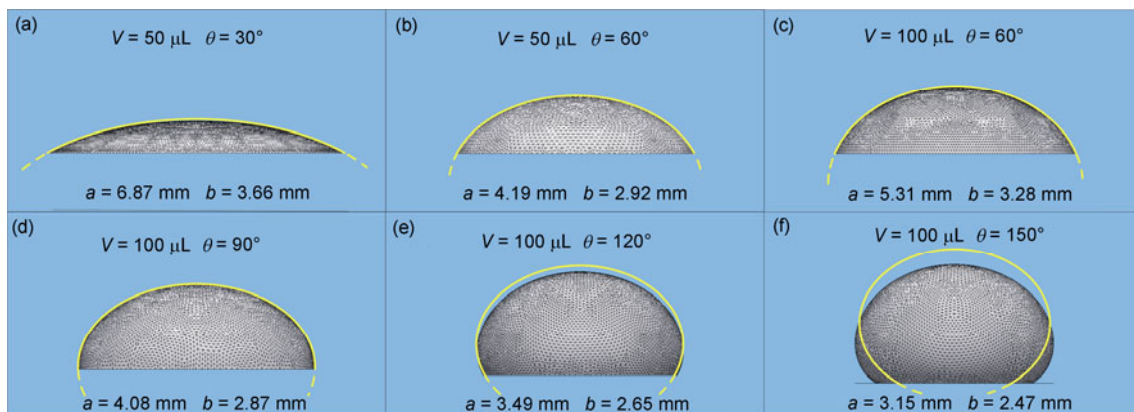 (a)
V = 50 μL θ = 30°
a = 6.87 mm b = 3.66 mm
(b)
V = 50 μL θ = 60°
a = 4.19 mm b = 2.92 mm
(c)
V = 100 μL θ = 60°
a = 5.31 mm b = 3.28 mm
(d)
V = 100 μL θ = 90°
a = 4.08 mm b = 2.87 mm
(e)
V = 100 μL θ = 120°
a = 3.49 mm b = 2.65 mm
(f)
V = 100 μL θ = 150°
a = 3.15 mm b = 2.47 mm